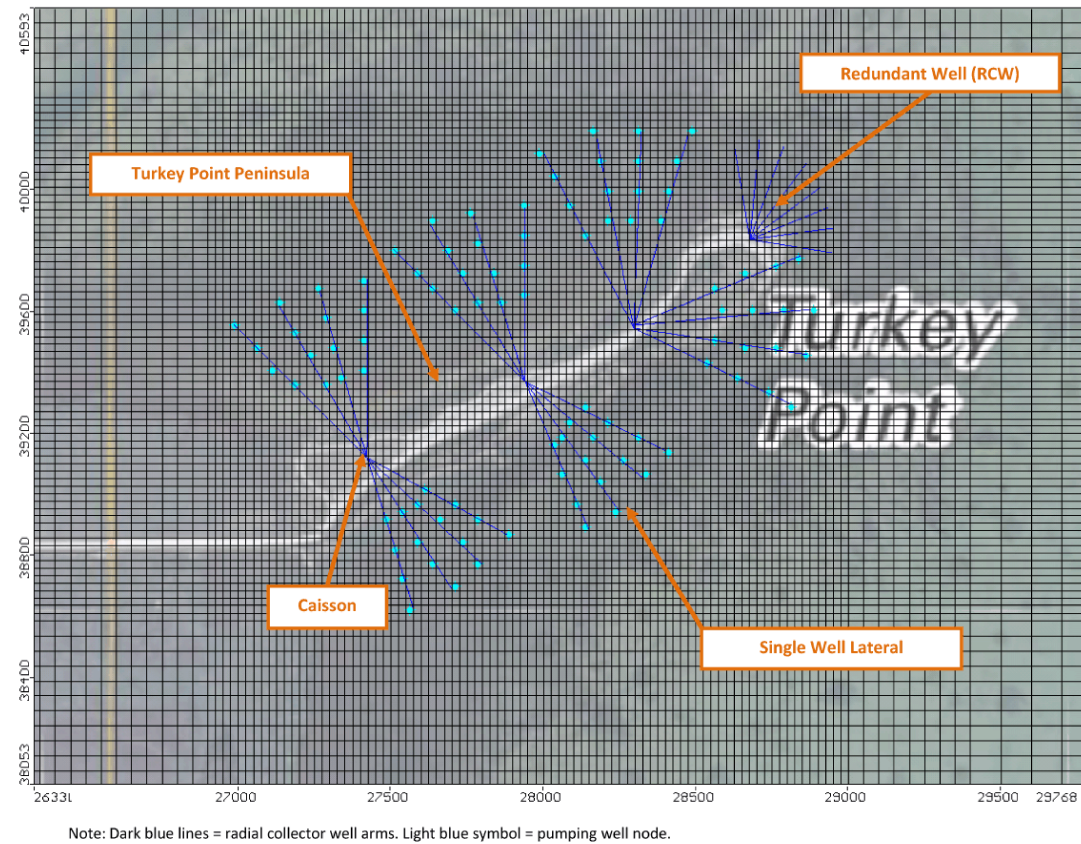 40593
Redundant Well (RCW)
Turkey Point Peninsula
40000
39600
Turkey
Point
39200
38800
Caisson
Single Well Lateral
38400
38053
26331 27000 27500 28000 28500 29000 29500 29768
Note: Dark blue lines = radial collector well arms. Light blue symbol = pumping well node.